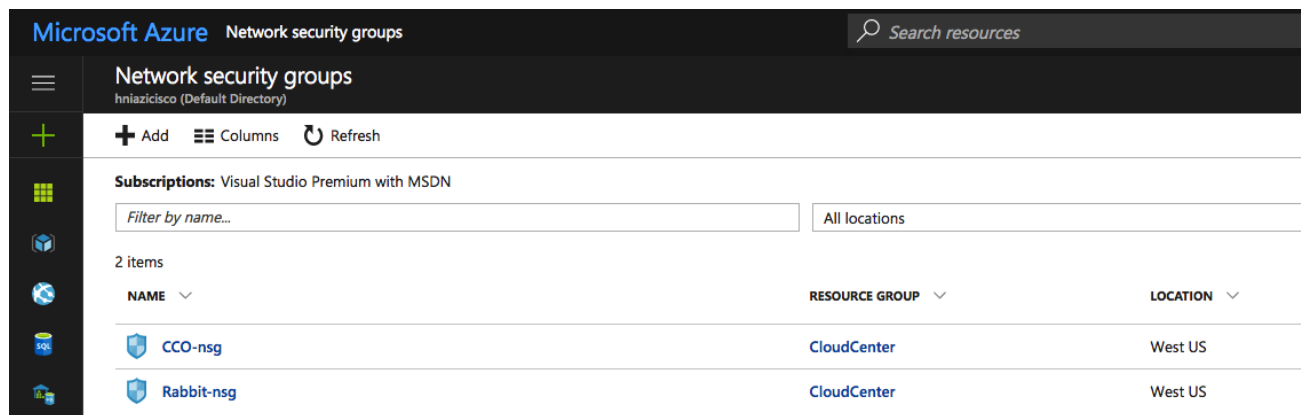 Microsoft Azure Network security groups Search resources
Network security groups
hniazicisco (Default Directory)
Add Columns Refresh
Subscriptions: Visual Studio Premium with MSDN
Filter by name... All locations
2 items
NAME RESOURCE GROUP LOCATION
CCO-nsg CloudCenter West US
SQL
Rabbit-nsg CloudCenter West US